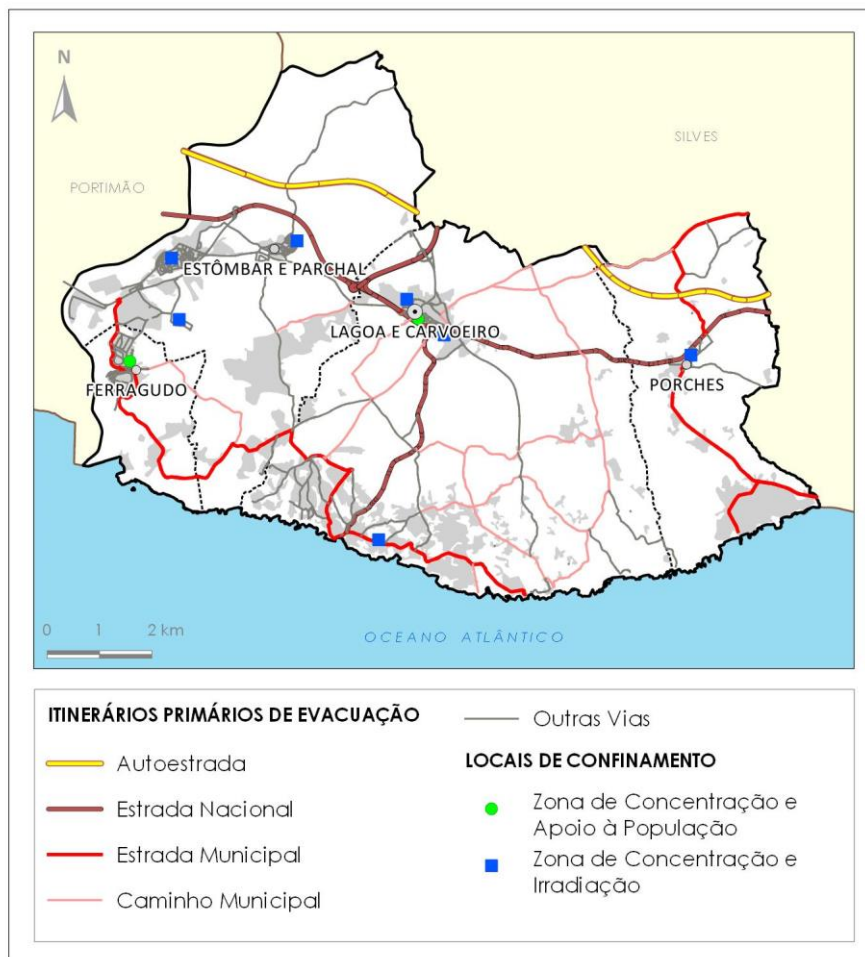 N
SILVES
PORTIMÃO
ESTÔMBAR E PARCHAL
LAGOA E CARVOEIRO
FERRAGUDO
PORCHES
0 1 2 km
OCEANO ATLÂNTICO
ITINERÁRIOS PRIMÁRIOS DE EVACUAÇÃO
Autoestrada
Estrada Nacional
Estrada Municipal
Caminho Municipal
Outras Vias
LOCAIS DE CONFINAMENTO
Zona de Concentração e
Apoio à População
Zona de Concentração e
Irradiação